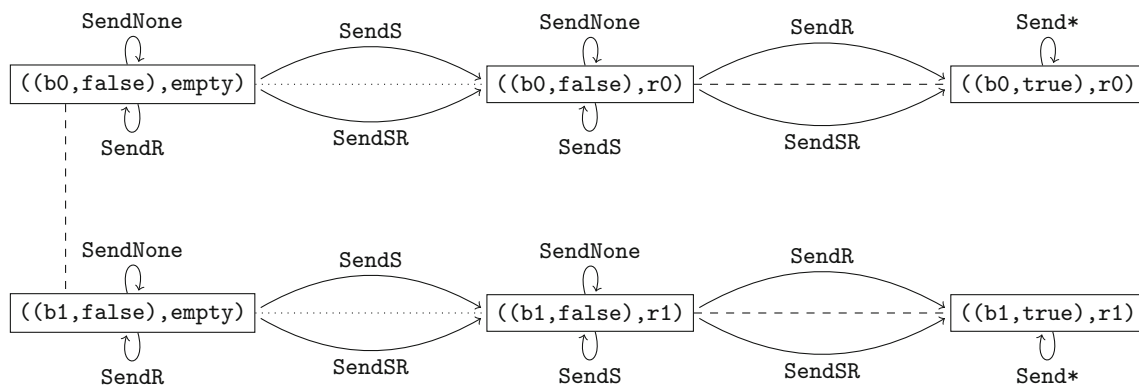 SendNone SendS SendNone SendR Send*
((b0,false),empty) ((b0,false),r0) ((b0,true),r0)
SendR SendSR SendS SendSR
SendNone SendS SendNone SendR
((b1,false),empty) ((b1,false),r1) ((b1,true),r1)
SendR SendSR SendS SendSR Send*